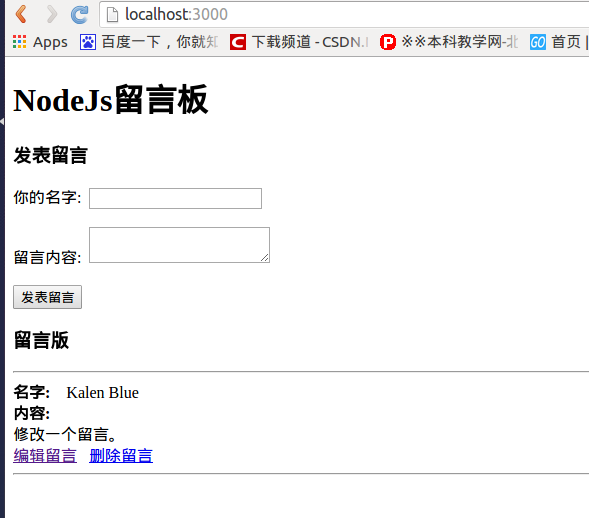 localhost:3000
Apps 百度一下，你就知 下载频道 - CSDN. ※※本科教学网-北 GO 首页 |
NodeJs留言板
发表留言
你的名字:
留言内容:
发表留言
留言版
名字: Kalen Blue
内容:
修改一个留言。
编辑留言 删除留言